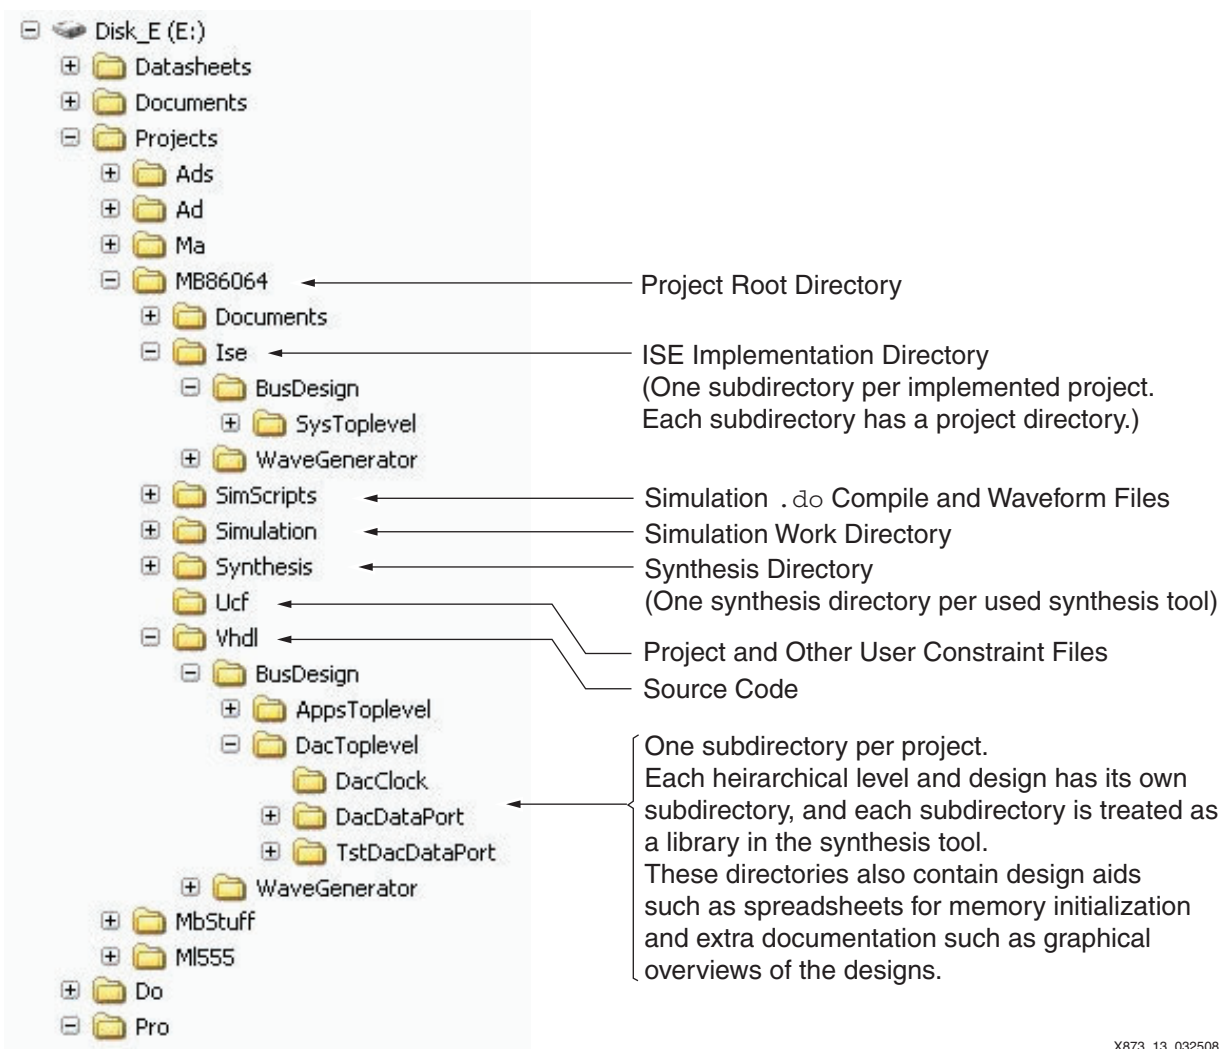 Disk_E (E:)
Datasheets
Documents
Projects
Ads
Ad
Ma
MB86064
Project Root Directory
Documents
Ise
ISE Implementation Directory
(One subdirectory per implemented project.
Each subdirectory has a project directory.)
BusDesign
SysToplevel
WaveGenerator
SimScripts
Simulation .do Compile and Waveform Files
Simulation
Simulation Work Directory
Synthesis
Synthesis Directory
(One synthesis directory per used synthesis tool)
Ucf
Project and Other User Constraint Files
Vhdl
Source Code
BusDesign
AppsToplevel
DacToplevel
DacClock
DacDataPort
TstDacDataPort
WaveGenerator
One subdirectory per project.
Each heirarchical level and design has its own
subdirectory, and each subdirectory is treated as
a library in the synthesis tool.
These directories also contain design aids
such as spreadsheets for memory initialization
and extra documentation such as graphical
overviews of the designs.
MbStuff
Ml555
Do
Pro
X873_13_032508